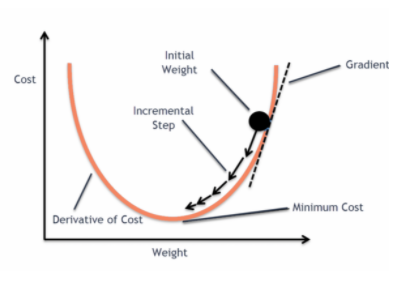 Initial
Weight
Gradient
Cost
Incremental
Step
Minimum Cost
Derivative of Cost
Weight